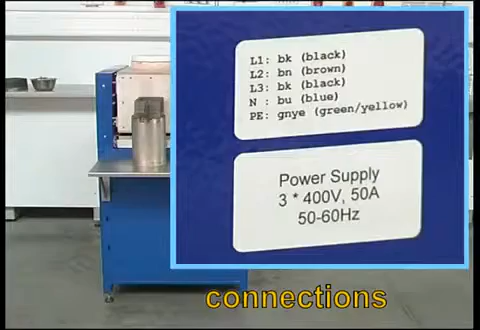 L1: bk (black)
L2: bn (brown)
L3: bk (black)
N : bu (blue)
PE: gnye (green/yellow)
Power Supply
3 * 400V, 50A
50-60Hz
connections